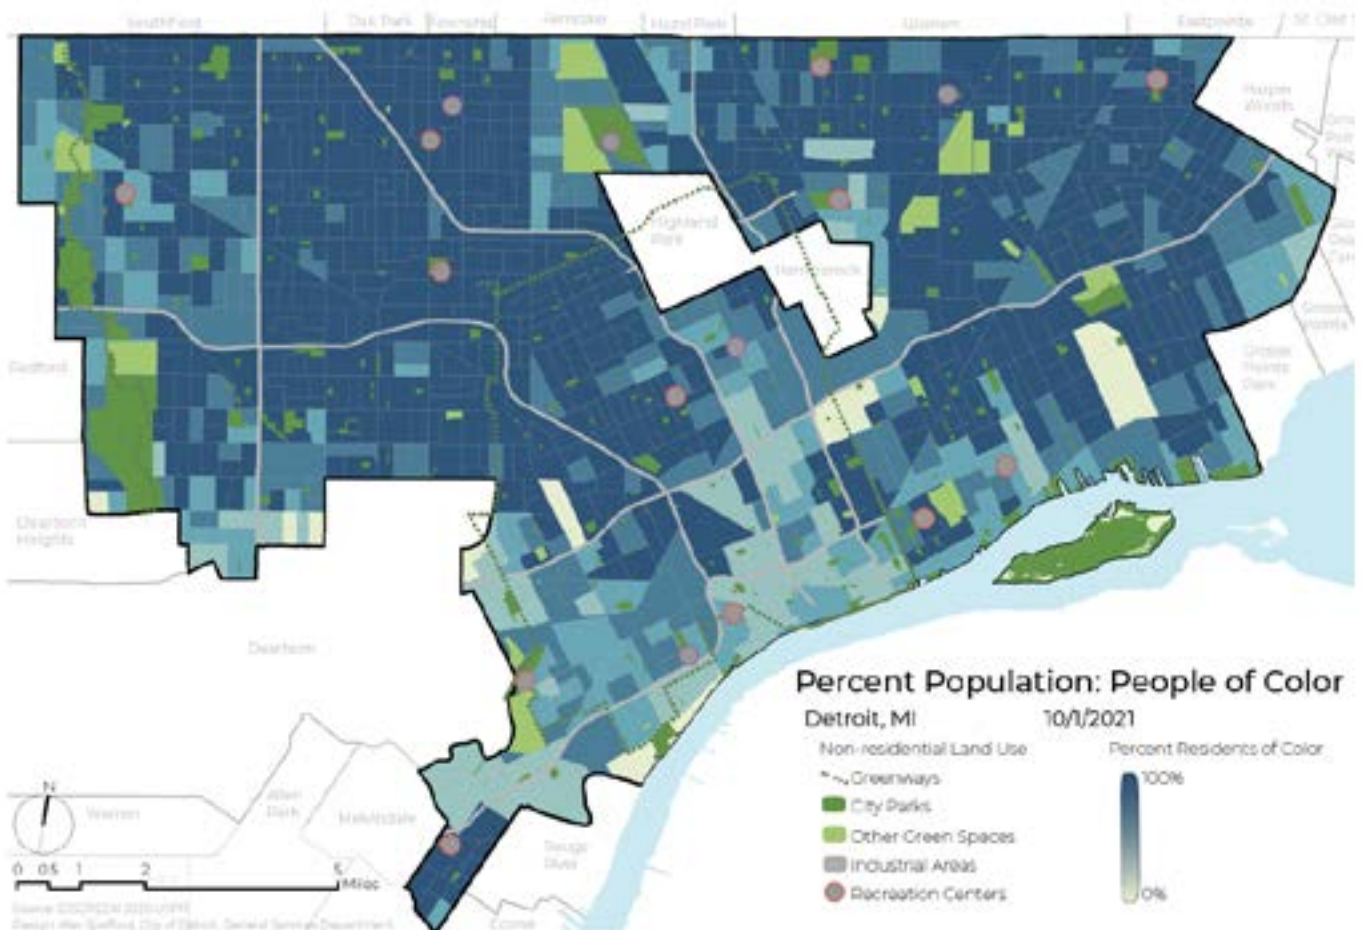 Southfield
Oak Park
Ferndale
Hazel Park
Warren
Eastpointe
Harper
Woods
Highland
Park
Hamtramck
Redford
Grosse
Pointe
Park
Dearborn
Heights
Dearborn
Percent Population: People of Color
Detroit, MI 10/1/2021
Non-residential Land Use Percent Residents of Color
Greenways
City Parks
Other Green Spaces
Industrial Areas
Recreation Centers
100%
0%
N
Allen
Park
Melvindale
River
Ecorse
0 0.5 1 2 5
Miles